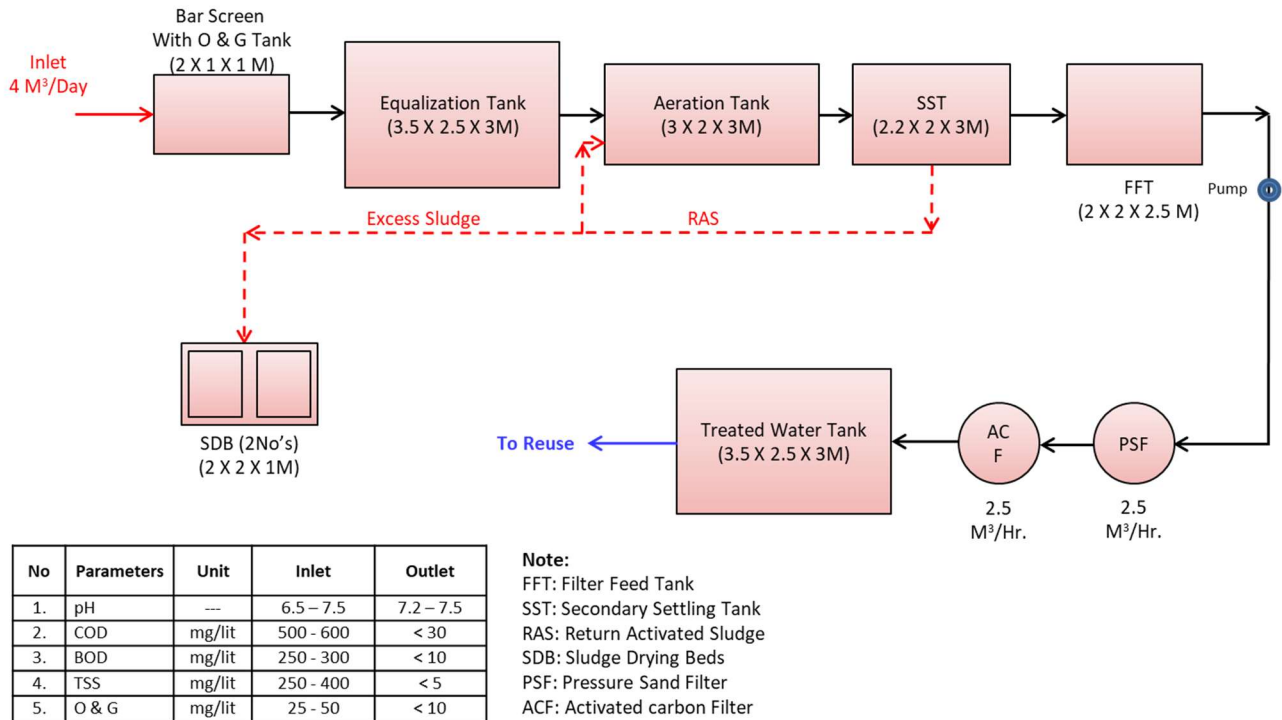 Bar Screen
With O & G Tank
(2 X 1 X 1 M)
Inlet
4 M³/Day
Equalization Tank
(3.5 X 2.5 X 3M)
Aeration Tank
(3 X 2 X 3M)
SST
(2.2 X 2 X 3M)
FFT
(2 X 2 X 2.5 M)
Pump
Excess Sludge
RAS
SDB (2No's)
(2 X 2 X 1M)
To Reuse
Treated Water Tank
(3.5 X 2.5 X 3M)
AC
F
PSF
2.5
M³/Hr.
2.5
M³/Hr.
No Parameters Unit Inlet Outlet
1. pH --- 6.5 – 7.5 7.2 – 7.5
2. COD mg/lit 500 - 600 < 30
3. BOD mg/lit 250 - 300 < 10
4. TSS mg/lit 250 - 400 < 5
5. O & G mg/lit 25 - 50 < 10
Note:
FFT: Filter Feed Tank
SST: Secondary Settling Tank
RAS: Return Activated Sludge
SDB: Sludge Drying Beds
PSF: Pressure Sand Filter
ACF: Activated carbon Filter